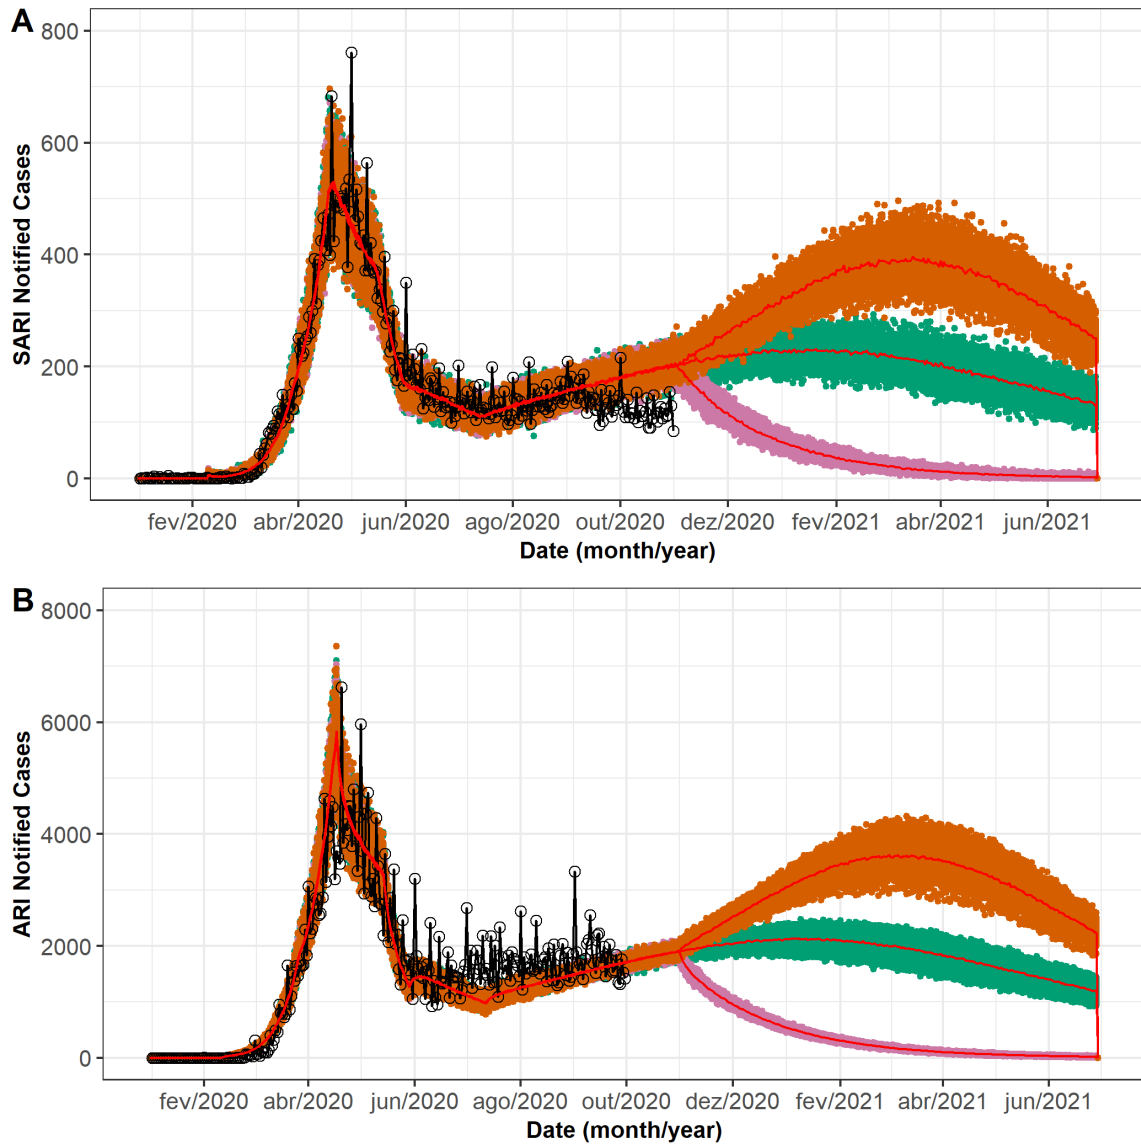 A
SARI Notified Cases
800
600
400
200
0
fev/2020 abr/2020 jun/2020 ago/2020 out/2020 dez/2020 fev/2021 abr/2021 jun/2021
Date (month/year)
B
ARI Notified Cases
8000
6000
4000
2000
0
fev/2020 abr/2020 jun/2020 ago/2020 out/2020 dez/2020 fev/2021 abr/2021 jun/2021
Date (month/year)